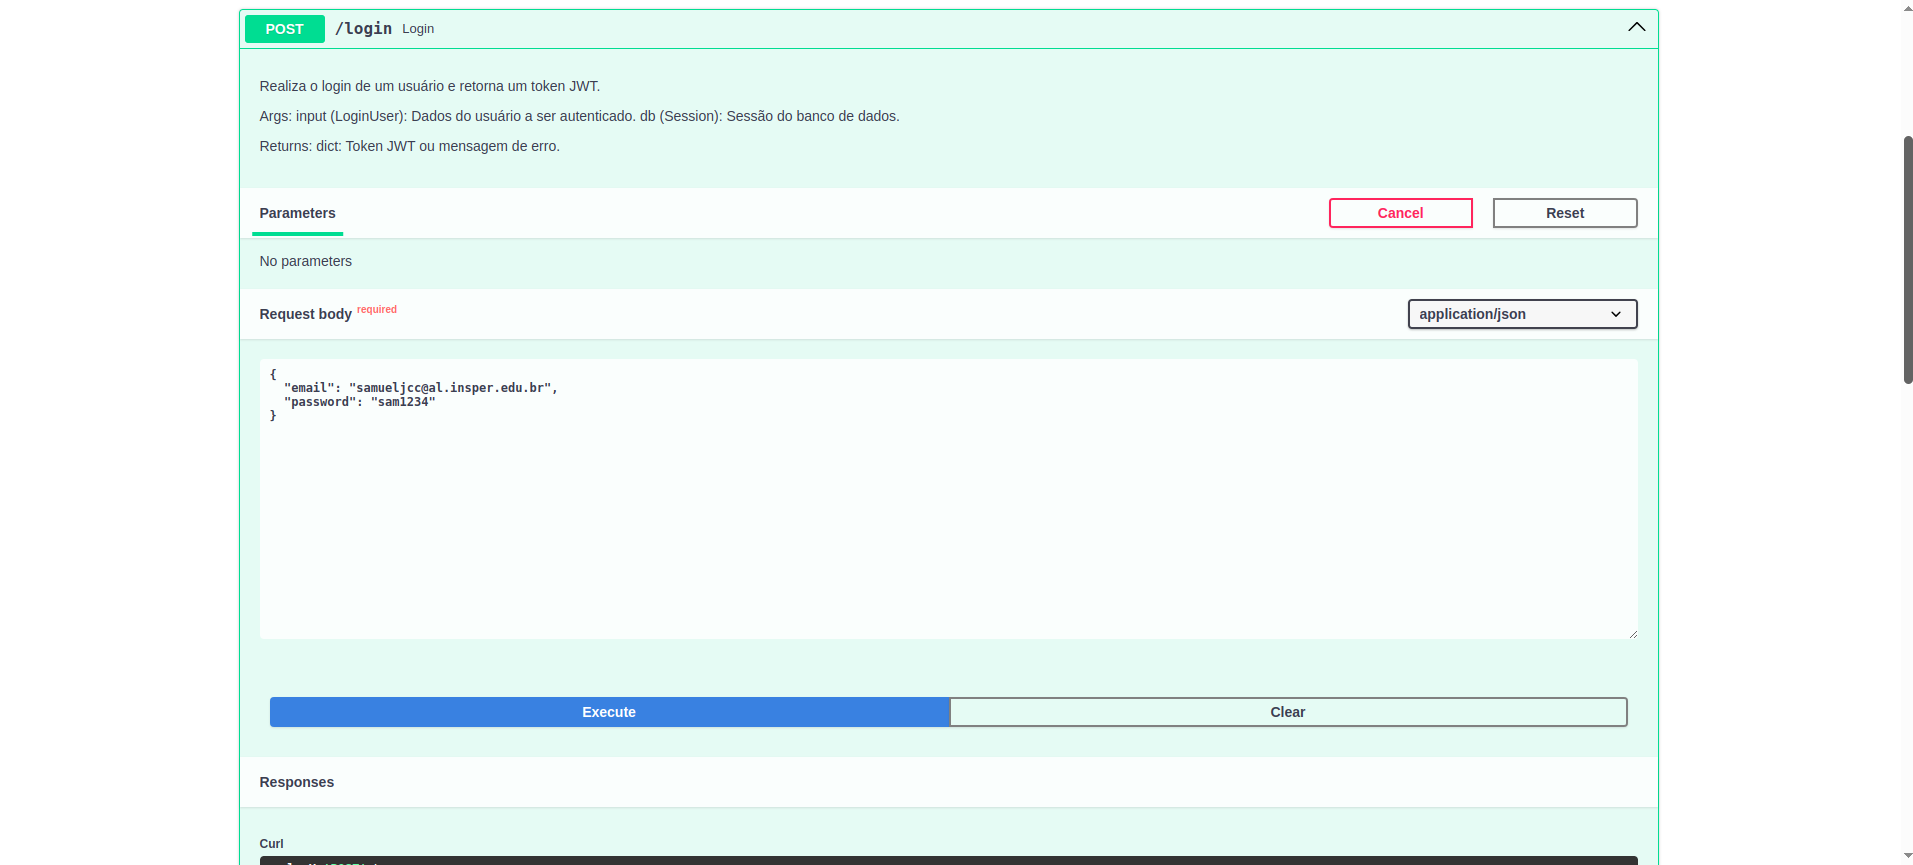 POST /login Login
Realiza o login de um usuário e retorna um token JWT.
Args: input (LoginUser): Dados do usuário a ser autenticado. db (Session): Sessão do banco de dados.
Returns: dict: Token JWT ou mensagem de erro.
Parameters Cancel Reset
No parameters
Request body required application/json
{
"email": "samueljcc@al.insper.edu.br",
"password": "sam1234"
}
Execute Clear
Responses
Curl